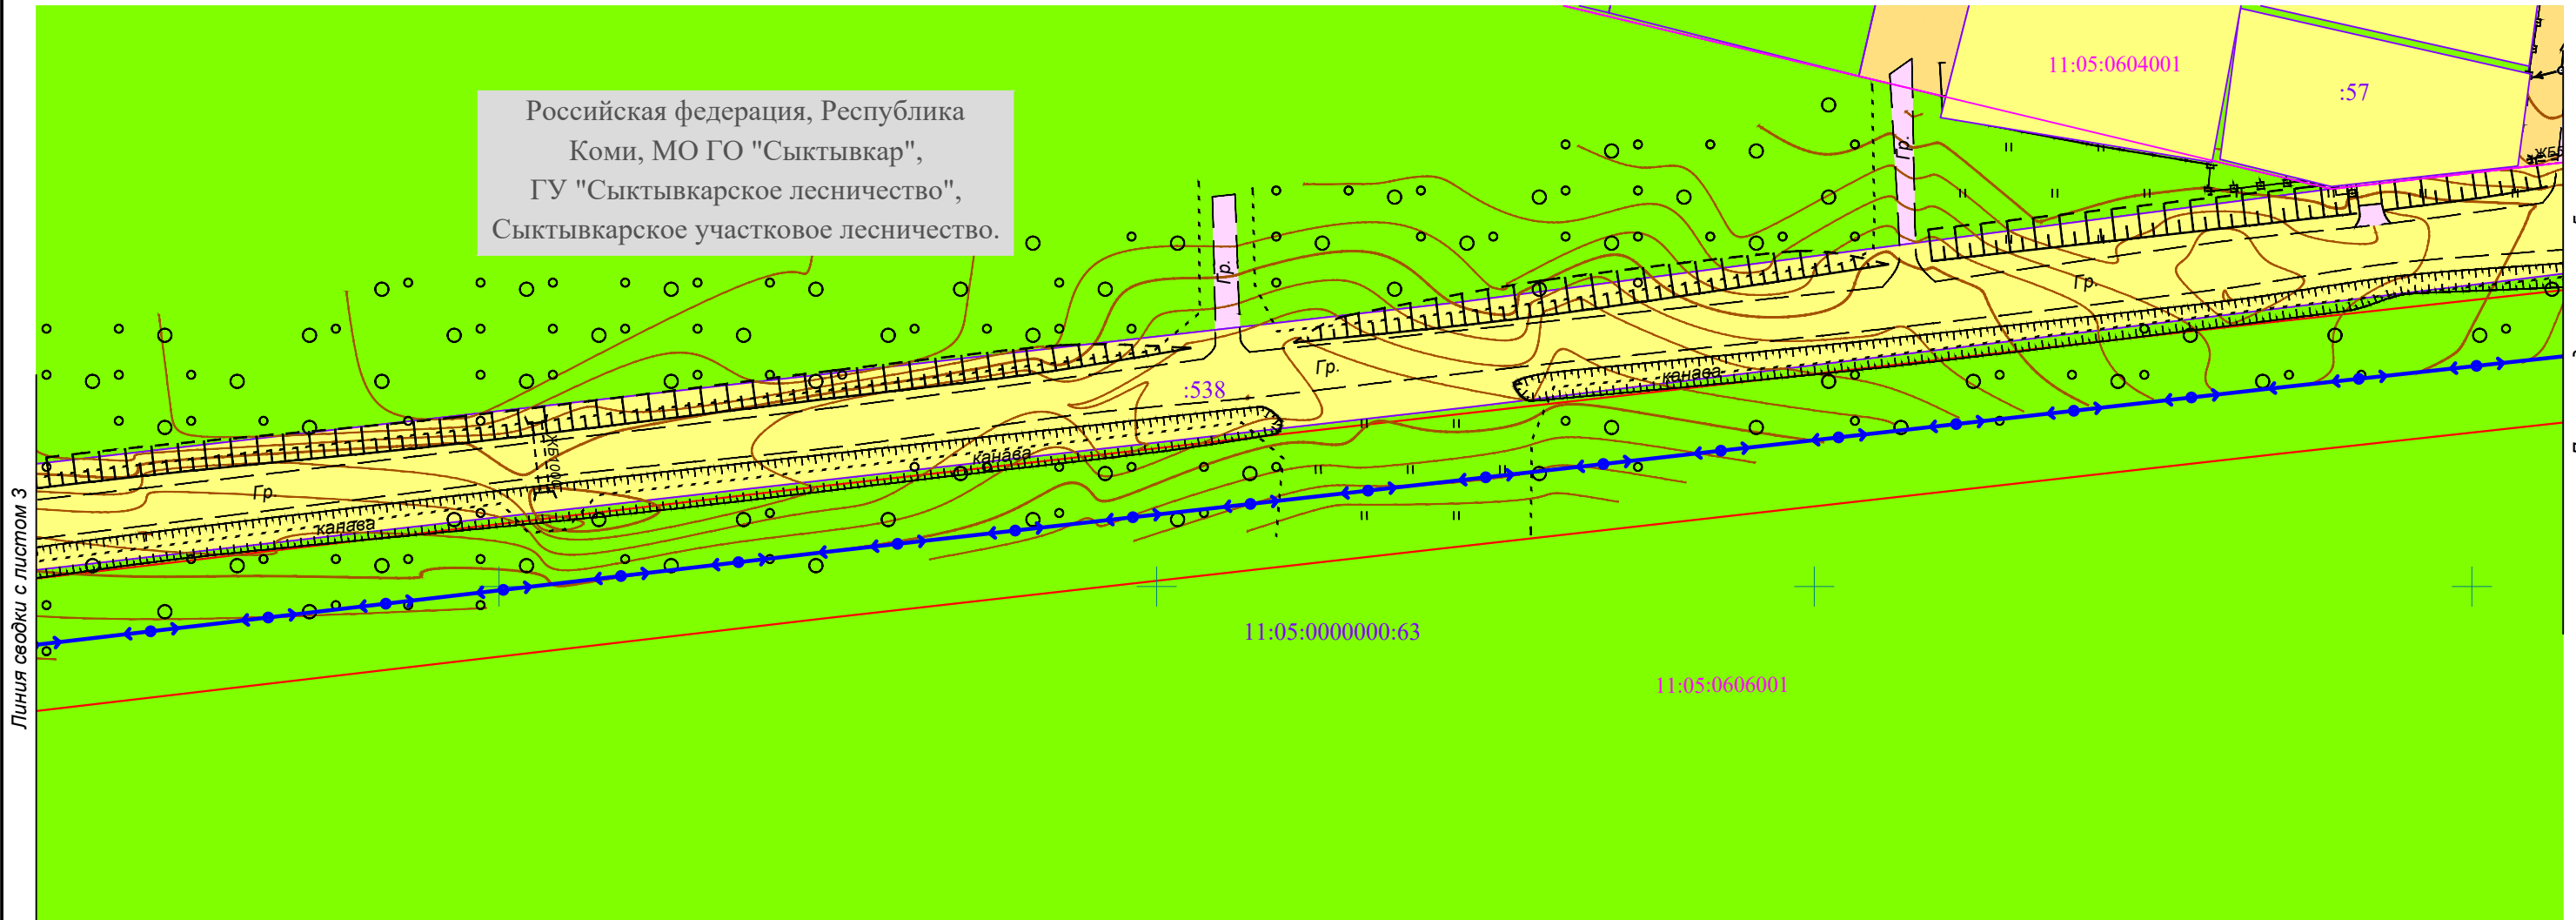 11:05:0604001
:57
Российская федерация, Республика
Коми, МО ГО "Сыктывкар",
ГУ "Сыктывкарское лесничество",
Сыктывкарское участковое лесничество.
Гр.
Гр.
Гр.
Гр.
:538
канава
канава
Гр.
канава
Линия сводки с листом 3
11:05:0000000:63
11:05:0606001